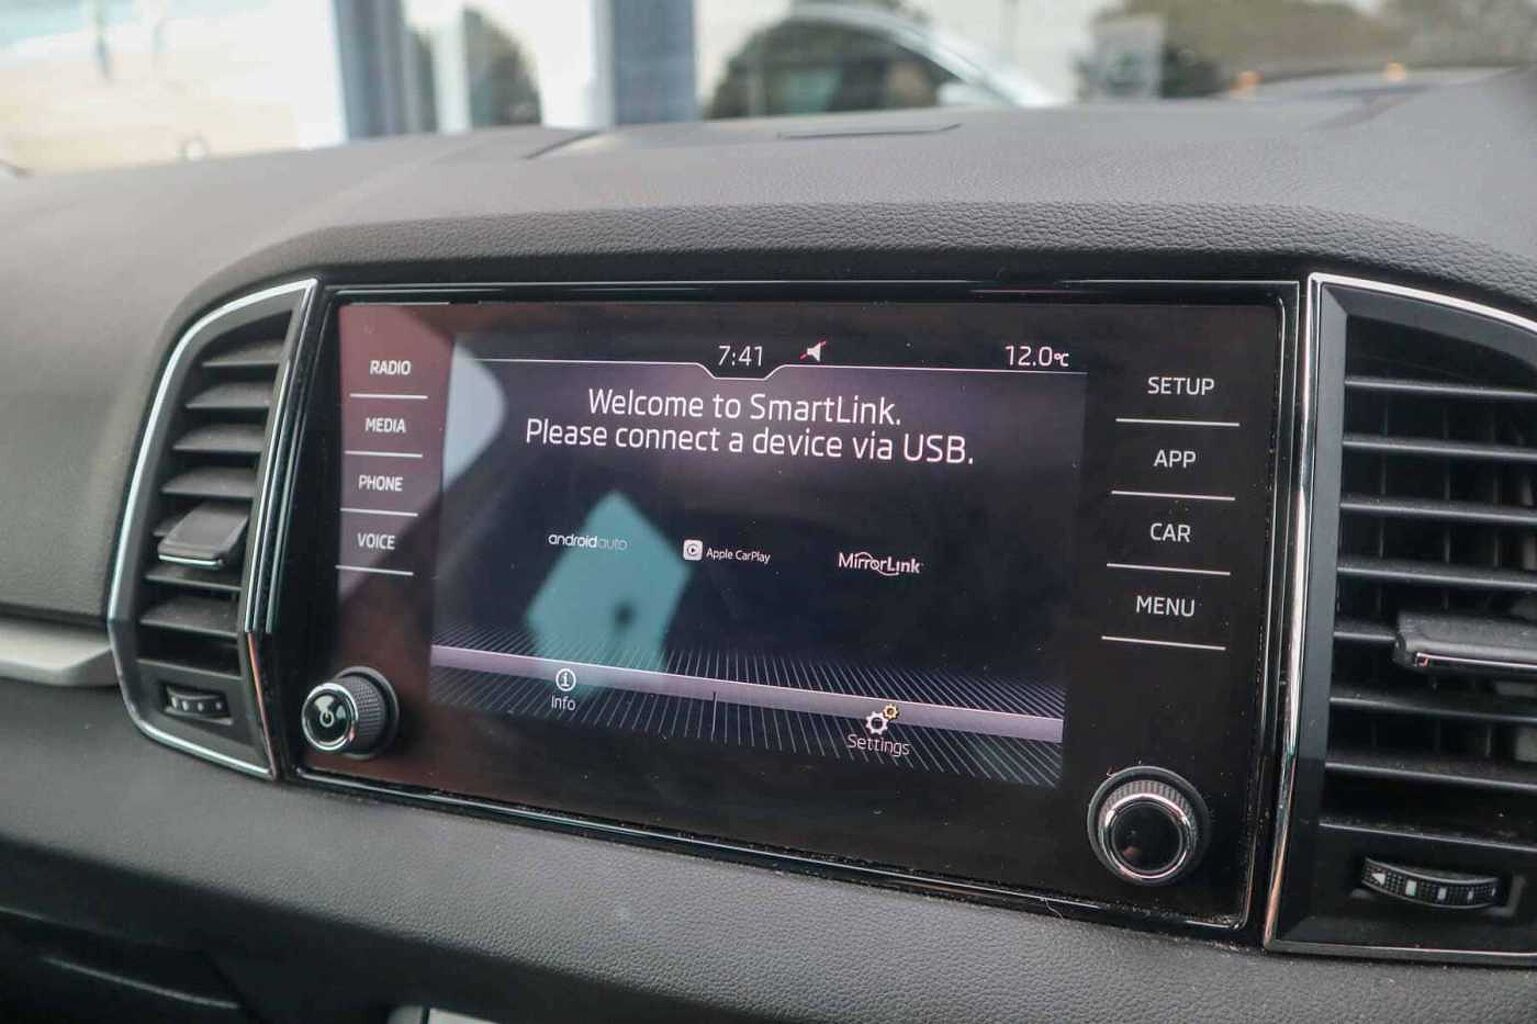 7:41
12.0°C
Welcome to SmartLink.
Please connect a device via USB.
androidauto
Apple CarPlay
MirrorLink
Info
Settings
RADIO
MEDIA
PHONE
VOICE
SETUP
APP
CAR
MENU